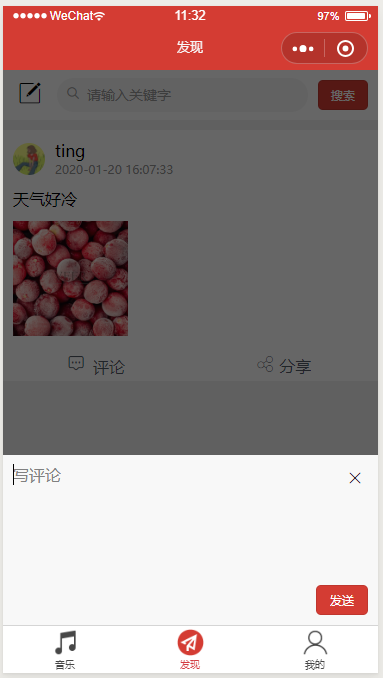 WeChat 11:32 97%
发现
请输入关键字 搜索
ting
2020-01-20 16:07:33
天气好冷
评论 分享
写评论
发送
音乐 发现 我的